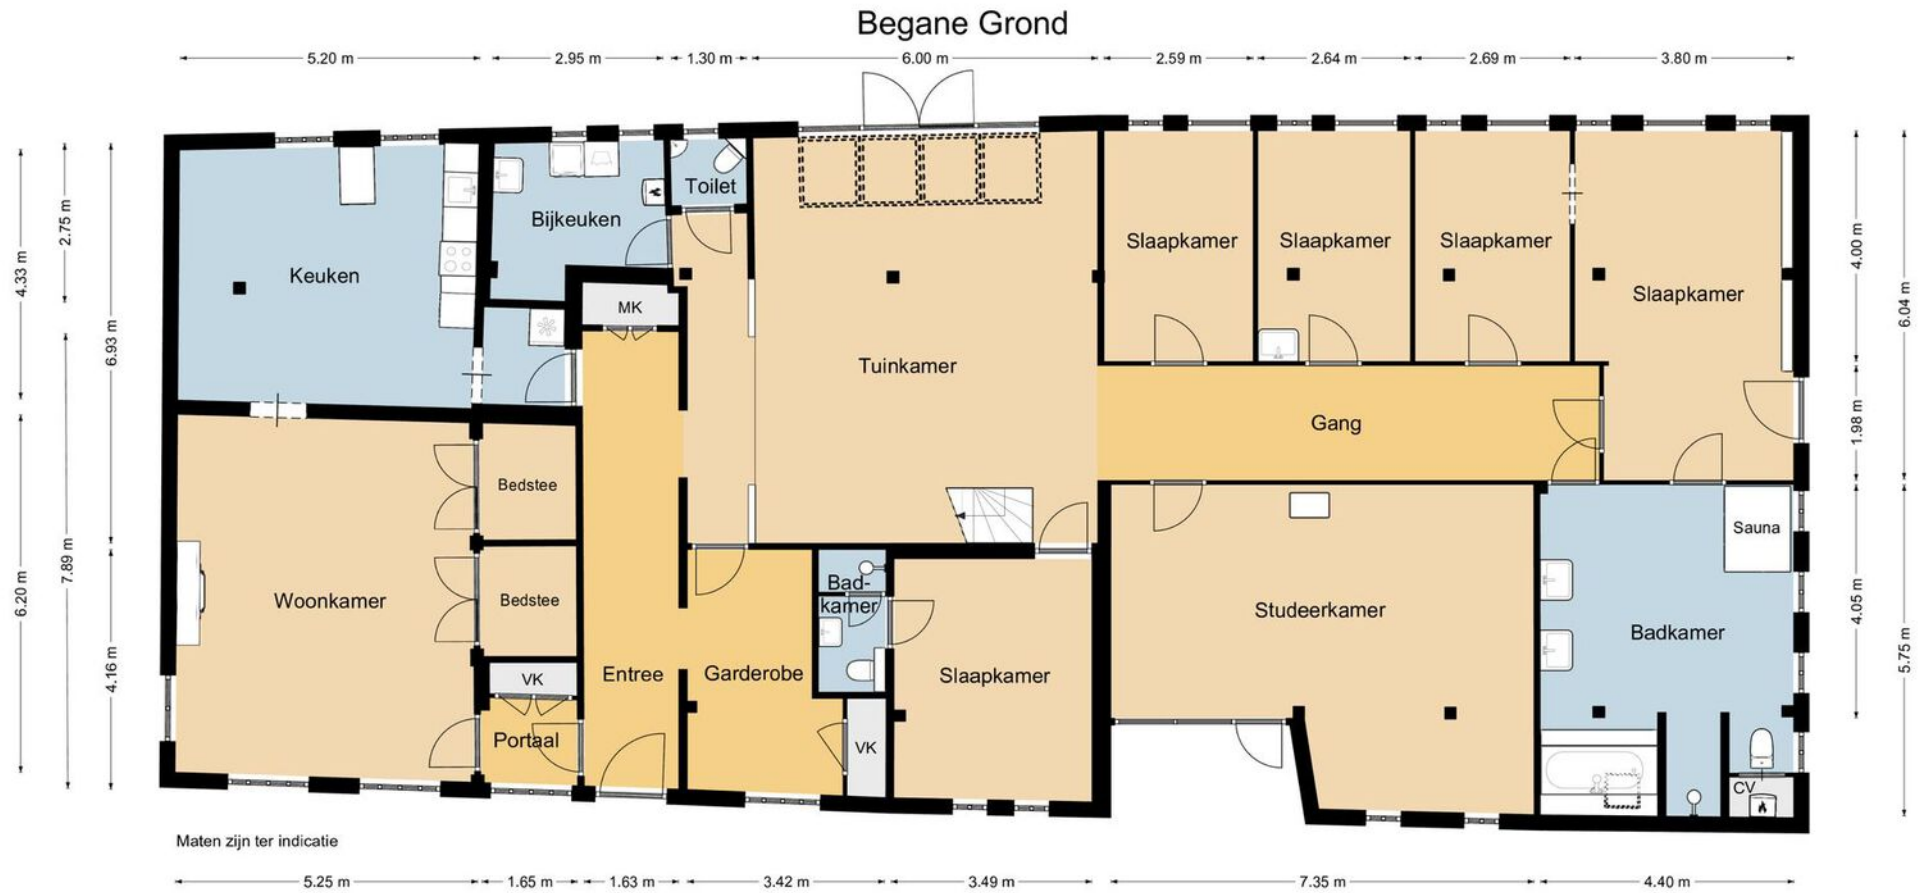 Begane Grond
5.20 m
2.95 m
1.30 m
6.00 m
2.59 m
2.64 m
2.69 m
3.80 m
4.33 m
2.75 m
6.93 m
6.20 m
7.89 m
4.16 m
Keuken
Bijkeuken
Toilet
MK
Tuinkamer
Slaapkamer
Slaapkamer
Slaapkamer
Slaapkamer
Gang
Bedstee
Bedstee
Woonkamer
VK
Portaal
Entree
Garderobe
Bad-
kamer
VK
Slaapkamer
Studeerkamer
Sauna
Badkamer
CV
4.00 m
6.04 m
1.98 m
4.05 m
5.75 m
Maten zijn ter indicatie
5.25 m
1.65 m
1.63 m
3.42 m
3.49 m
7.35 m
4.40 m